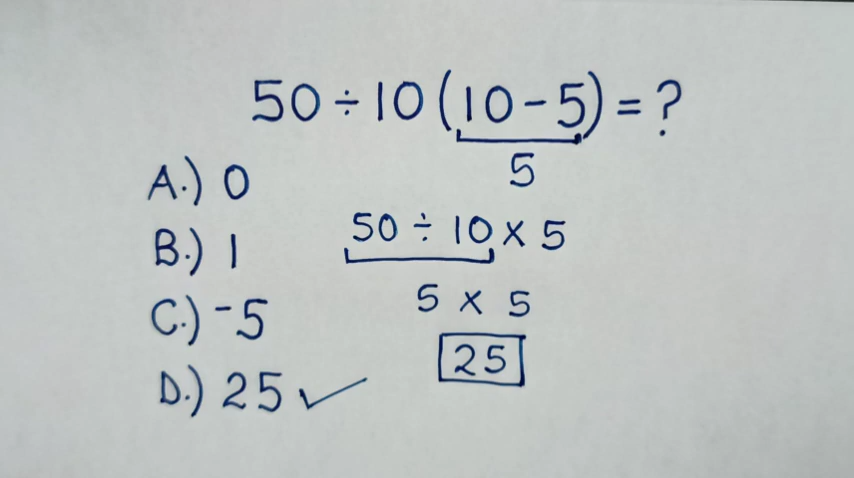 50 ÷ 10 (10 - 5) = ?
5
A.) 0
B.) 1
C.) -5
D.) 25 ✓
50 ÷ 10 × 5
5 × 5
25